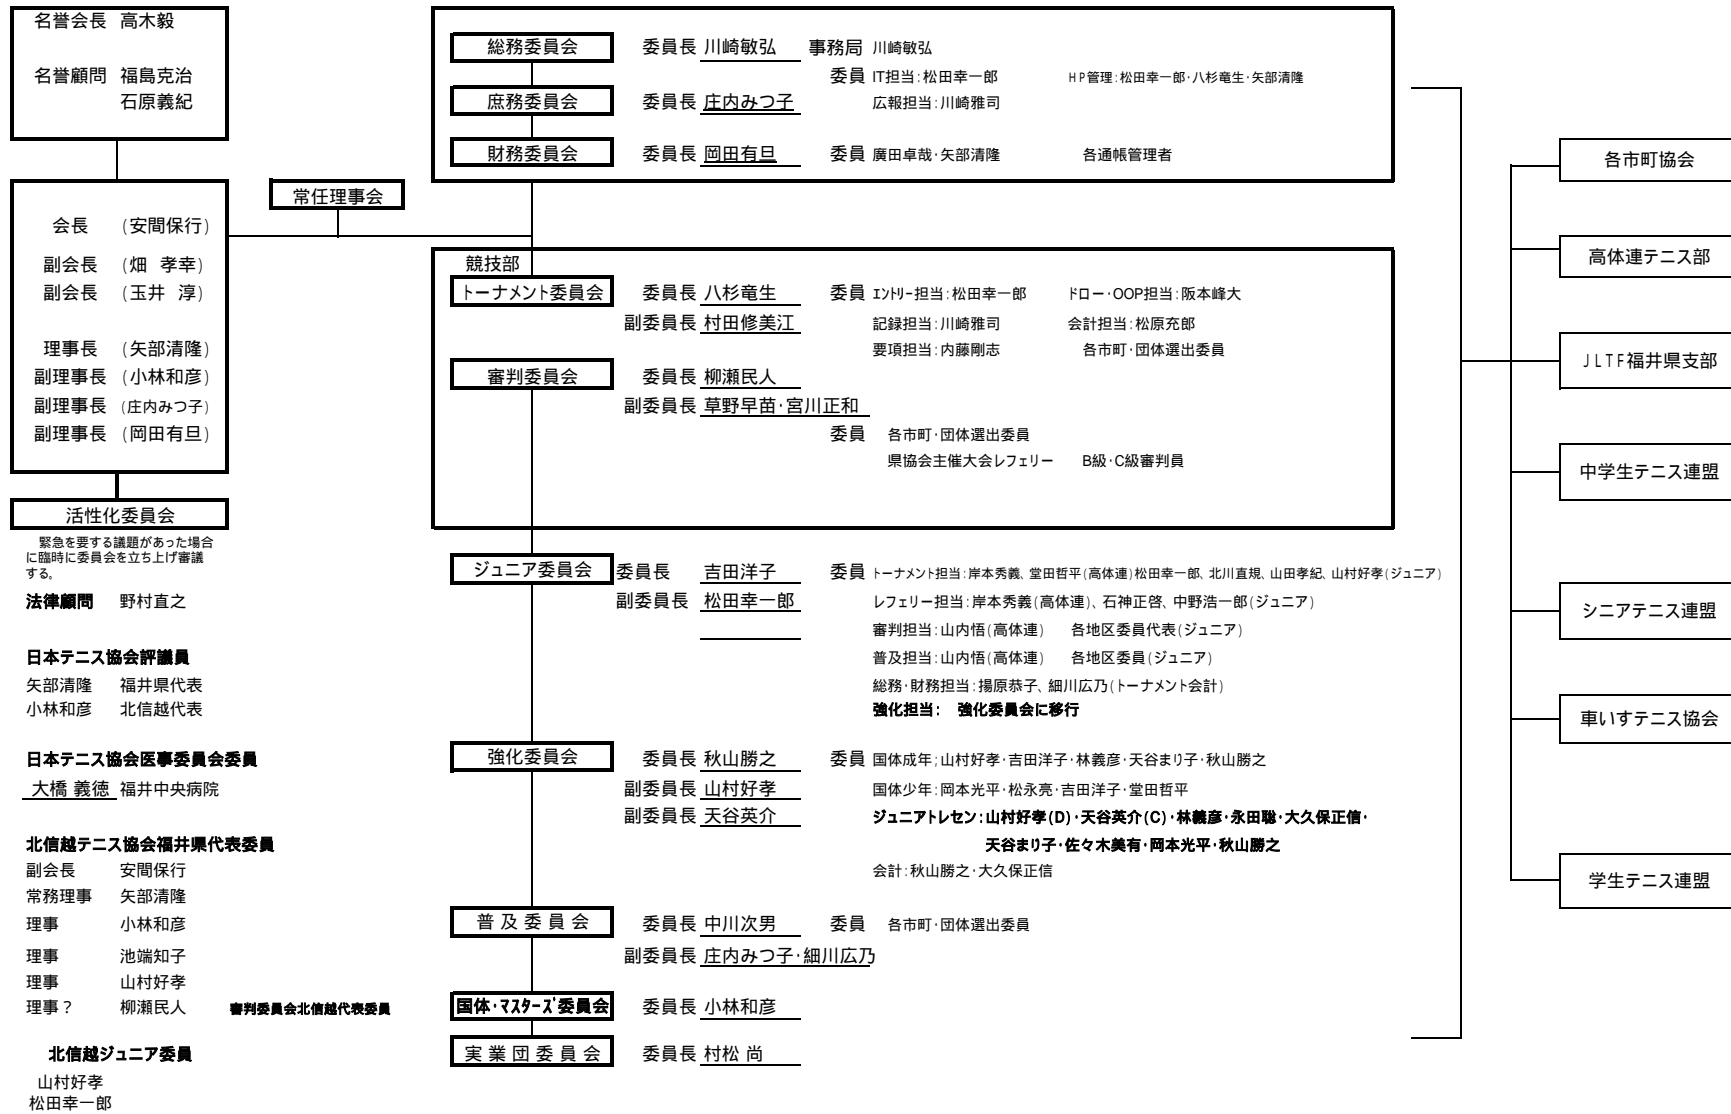 名誉会長 高木毅
名誉顧問 福島克治
石原義紀
会長 (安間保行)
副会長 (畑 孝幸)
副会長 (玉井 淳)
理事長 (矢部清隆)
副理事長 (小林和彦)
副理事長 (庄内みつ子)
副理事長 (岡田有旦)
活性化委員会
緊急を要する議題があった場合
に臨時に委員会を立ち上げ審議
する。
法律顧問 野村直之
日本テニス協会評議員
矢部清隆 福井県代表
小林和彦 北信越代表
日本テニス協会医事委員会委員
大橋 義徳 福井中央病院
北信越テニス協会福井県代表委員
副会長 安間保行
常務理事 矢部清隆
理事 小林和彦
理事 池端知子
理事 山村好孝
理事? 柳瀬民人 審判委員会北信越代表委員
北信越ジュニア委員
山村好孝
松田幸一郎
常任理事会
総務委員会 委員長 川崎敏弘 事務局 川崎敏弘
委員 IT担当:松田幸一郎 HP管理:松田幸一郎・八杉竜生・矢部清隆
庶務委員会 委員長 庄内みつ子 広報担当:川崎雅司
財務委員会 委員長 岡田有旦 委員 廣田卓哉・矢部清隆 各通帳管理者
競技部
トーナメント委員会 委員長 八杉竜生 委員 エントリー担当:松田幸一郎 ドロー・OOP担当:阪本峰大
副委員長 村田修美江 記録担当:川崎雅司 会計担当:松原充郎
要項担当:内藤剛志 各市町・団体選出委員
審判委員会 委員長 柳瀬民人
副委員長 草野早苗・宮川正和
委員 各市町・団体選出委員
県協会主催大会レフェリー B級・C級審判員
ジュニア委員会 委員長 吉田洋子 委員 トーナメント担当:岸本秀義、堂田哲平(高体連)松田幸一郎、北川直規、山田孝紀、山村好孝(ジュニア)
副委員長 松田幸一郎 レフェリー担当:岸本秀義(高体連)、石神正啓、中野浩一郎(ジュニア)
審判担当:山内悟(高体連) 各地区委員代表(ジュニア)
普及担当:山内悟(高体連) 各地区委員(ジュニア)
総務・財務担当:揚原恭子、細川広乃(トーナメント会計)
強化担当: 強化委員会に移行
強化委員会 委員長 秋山勝之 委員 国体成年;山村好孝・吉田洋子・林義彦・天谷まり子・秋山勝之
副委員長 山村好孝 国体少年:岡本光平・松永亮・吉田洋子・堂田哲平
副委員長 天谷英介 ジュニアトレセン:山村好孝(D)・天谷英介(C)・林義彦・永田聡・大久保正信・
天谷まり子・佐々木美有・岡本光平・秋山勝之
会計:秋山勝之・大久保正信
普及委員会 委員長 中川次男 委員 各市町・団体選出委員
副委員長 庄内みつ子・細川広乃
国体・マスターズ委員会 委員長 小林和彦
実業団委員会 委員長 村松 尚
各市町協会
高体連テニス部
JLTF福井県支部
中学生テニス連盟
シニアテニス連盟
車いすテニス協会
学生テニス連盟